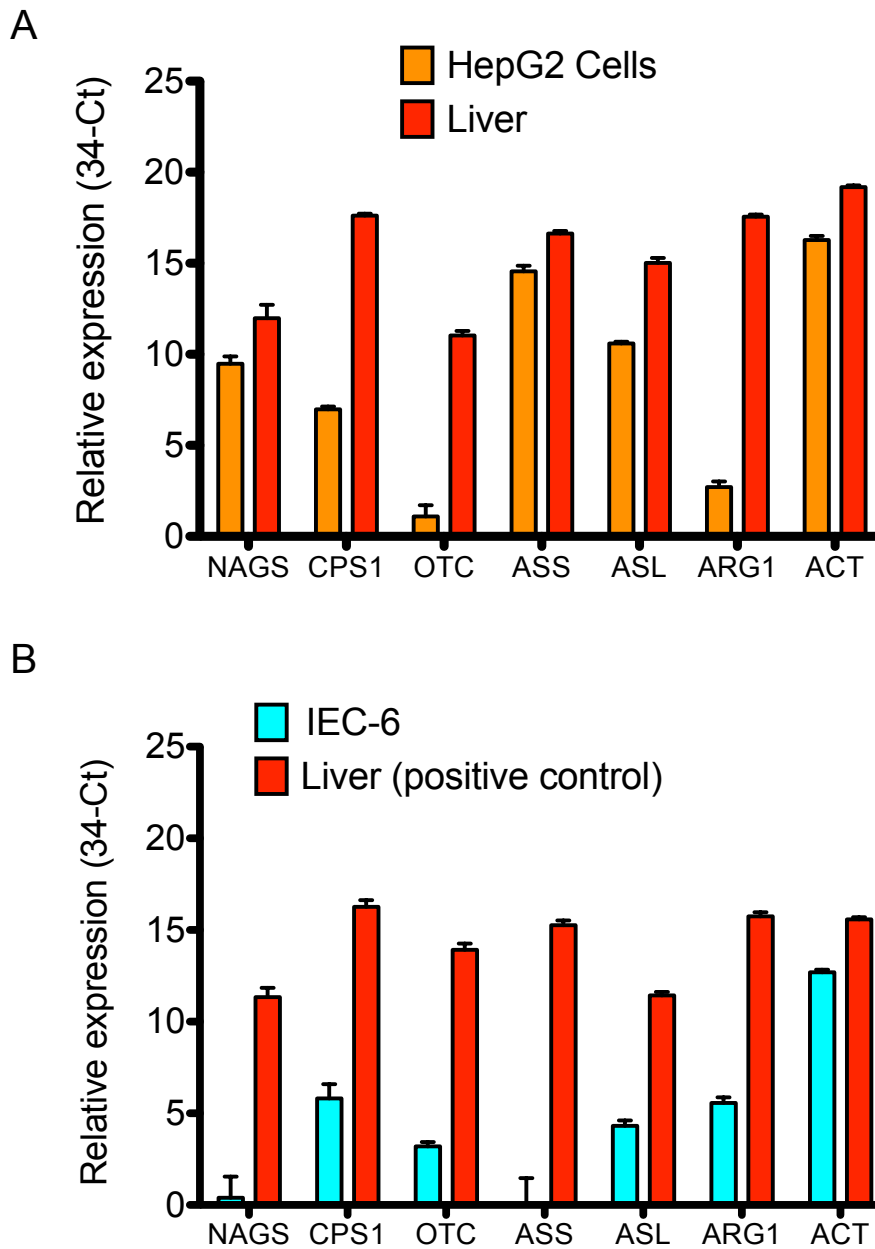 A
HepG2 Cells
Liver
Relative expression (34-Ct)
25
20
15
10
5
0
NAGS CPS1 OTC ASS ASL ARG1 ACT
B
IEC-6
Liver (positive control)
Relative expression (34-Ct)
25
20
15
10
5
0
NAGS CPS1 OTC ASS ASL ARG1 ACT